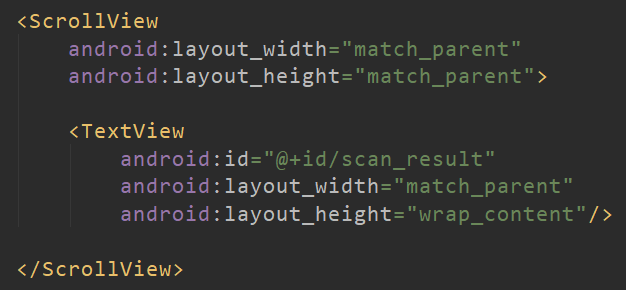 <ScrollView
    android:layout_width="match_parent"
    android:layout_height="match_parent">

    <TextView
        android:id="@+id/scan_result"
        android:layout_width="match_parent"
        android:layout_height="wrap_content"/>

</ScrollView>